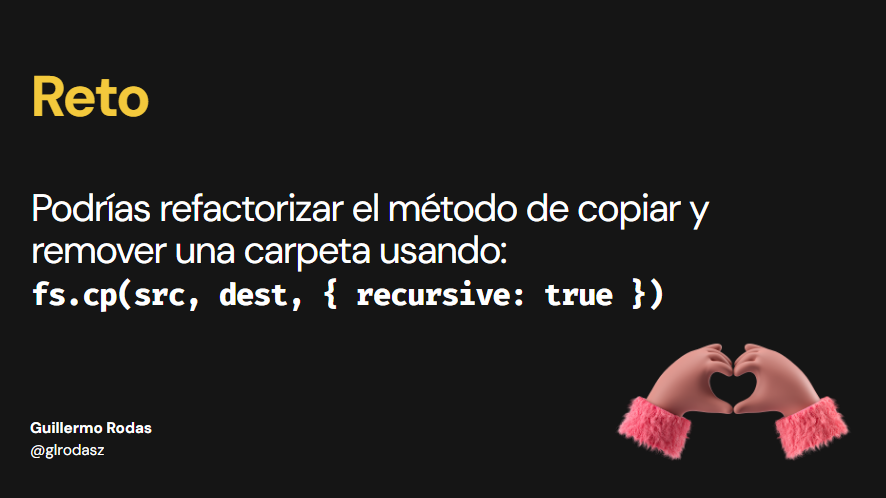 Reto
Podrías refactorizar el método de copiar y
remover una carpeta usando:
fs.cp(src, dest, { recursive: true })
Guillermo Rodas
@glrodasz